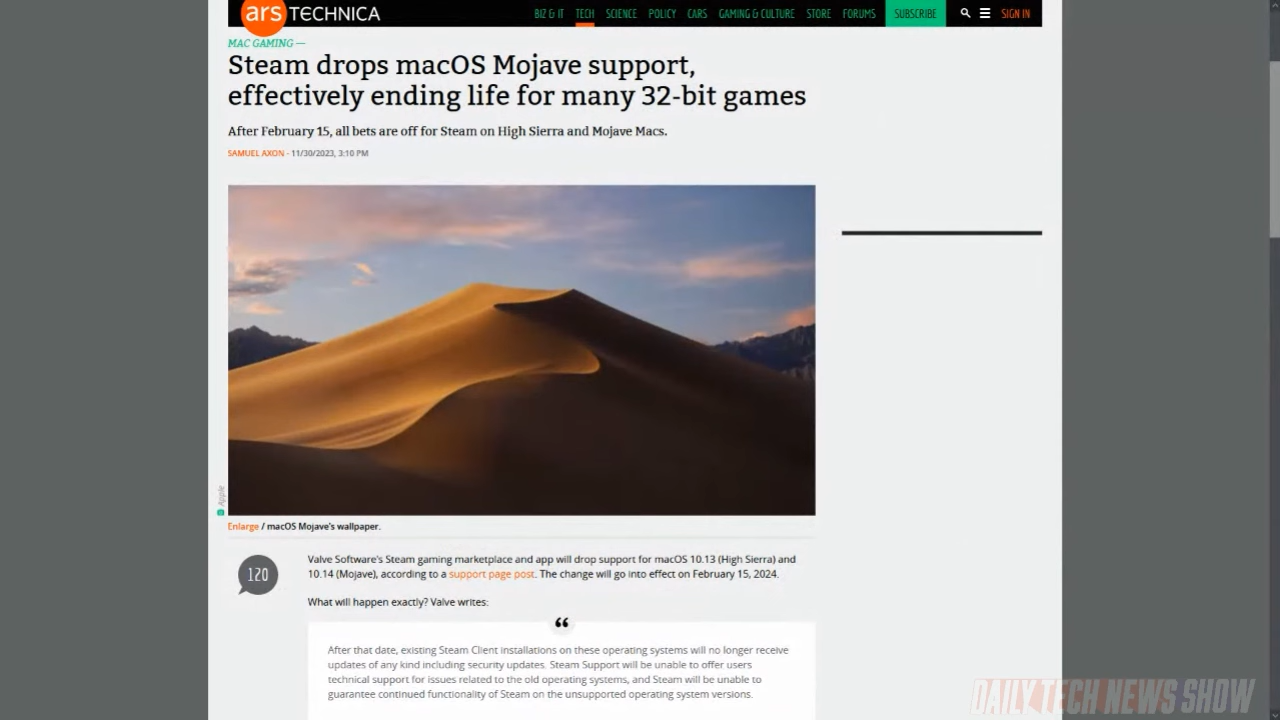 ars TECHNICA
BIZ & IT TECH SCIENCE POLICY CARS GAMING & CULTURE STORE FORUMS SUBSCRIBE SIGN IN
MAC GAMING —
Steam drops macOS Mojave support,
effectively ending life for many 32-bit games
After February 15, all bets are off for Steam on High Sierra and Mojave Macs.
SAMUEL AXON - 11/30/2023, 3:10 PM
Apple
Enlarge / macOS Mojave's wallpaper.
120
Valve Software's Steam gaming marketplace and app will drop support for macOS 10.13 (High Sierra) and
10.14 (Mojave), according to a support page post. The change will go into effect on February 15, 2024.
What will happen exactly? Valve writes:
“
After that date, existing Steam Client installations on these operating systems will no longer receive
updates of any kind including security updates. Steam Support will be unable to offer users
technical support for issues related to the old operating systems, and Steam will be unable to
guarantee continued functionality of Steam on the unsupported operating system versions.
DAILY TECH NEWS SHOW